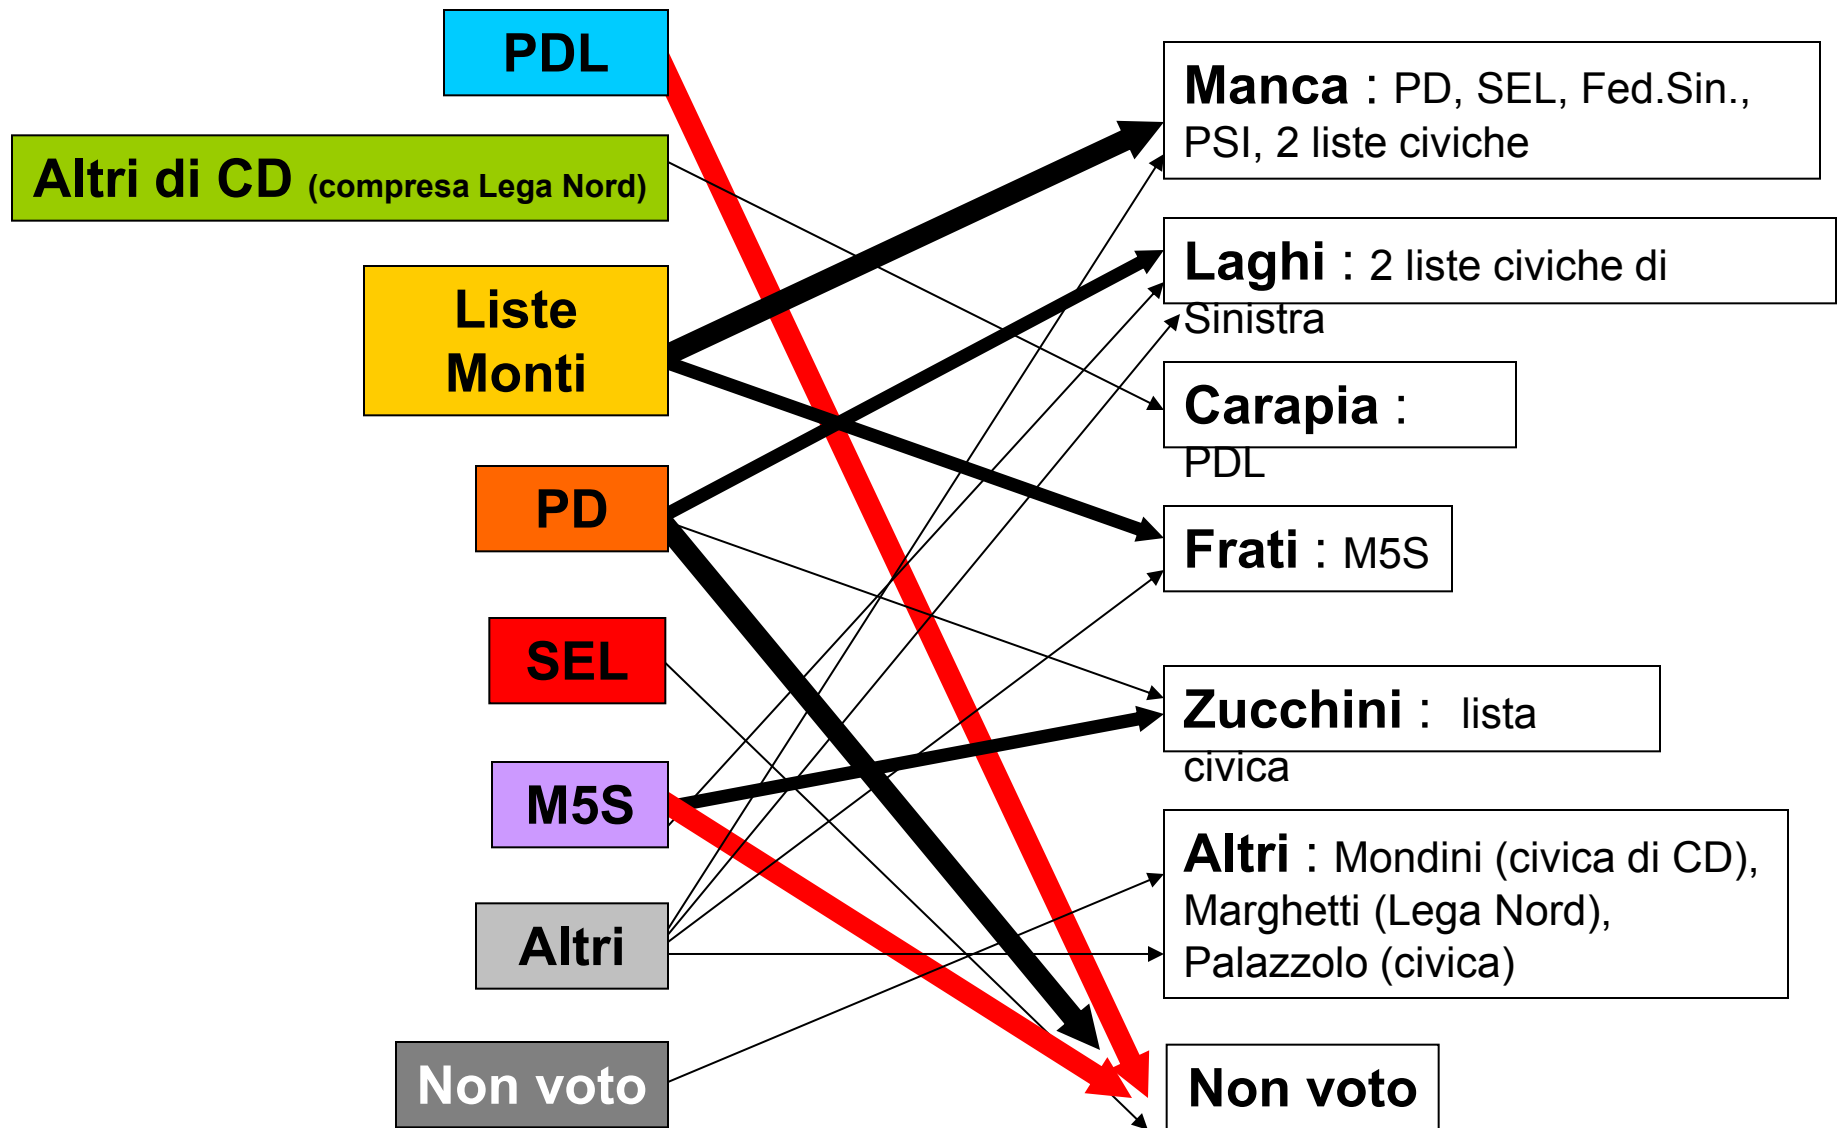 PDL
Altri di CD (compresa Lega Nord)
Liste
Monti
PD
SEL
M5S
Altri
Non voto
Manca : PD, SEL, Fed.Sin.,
PSI, 2 liste civiche
Laghi : 2 liste civiche di
Sinistra
Carapia :
PDL
Frati : M5S
Zucchini : lista
civica
Altri : Mondini (civica di CD),
Marghetti (Lega Nord),
Palazzolo (civica)
Non voto